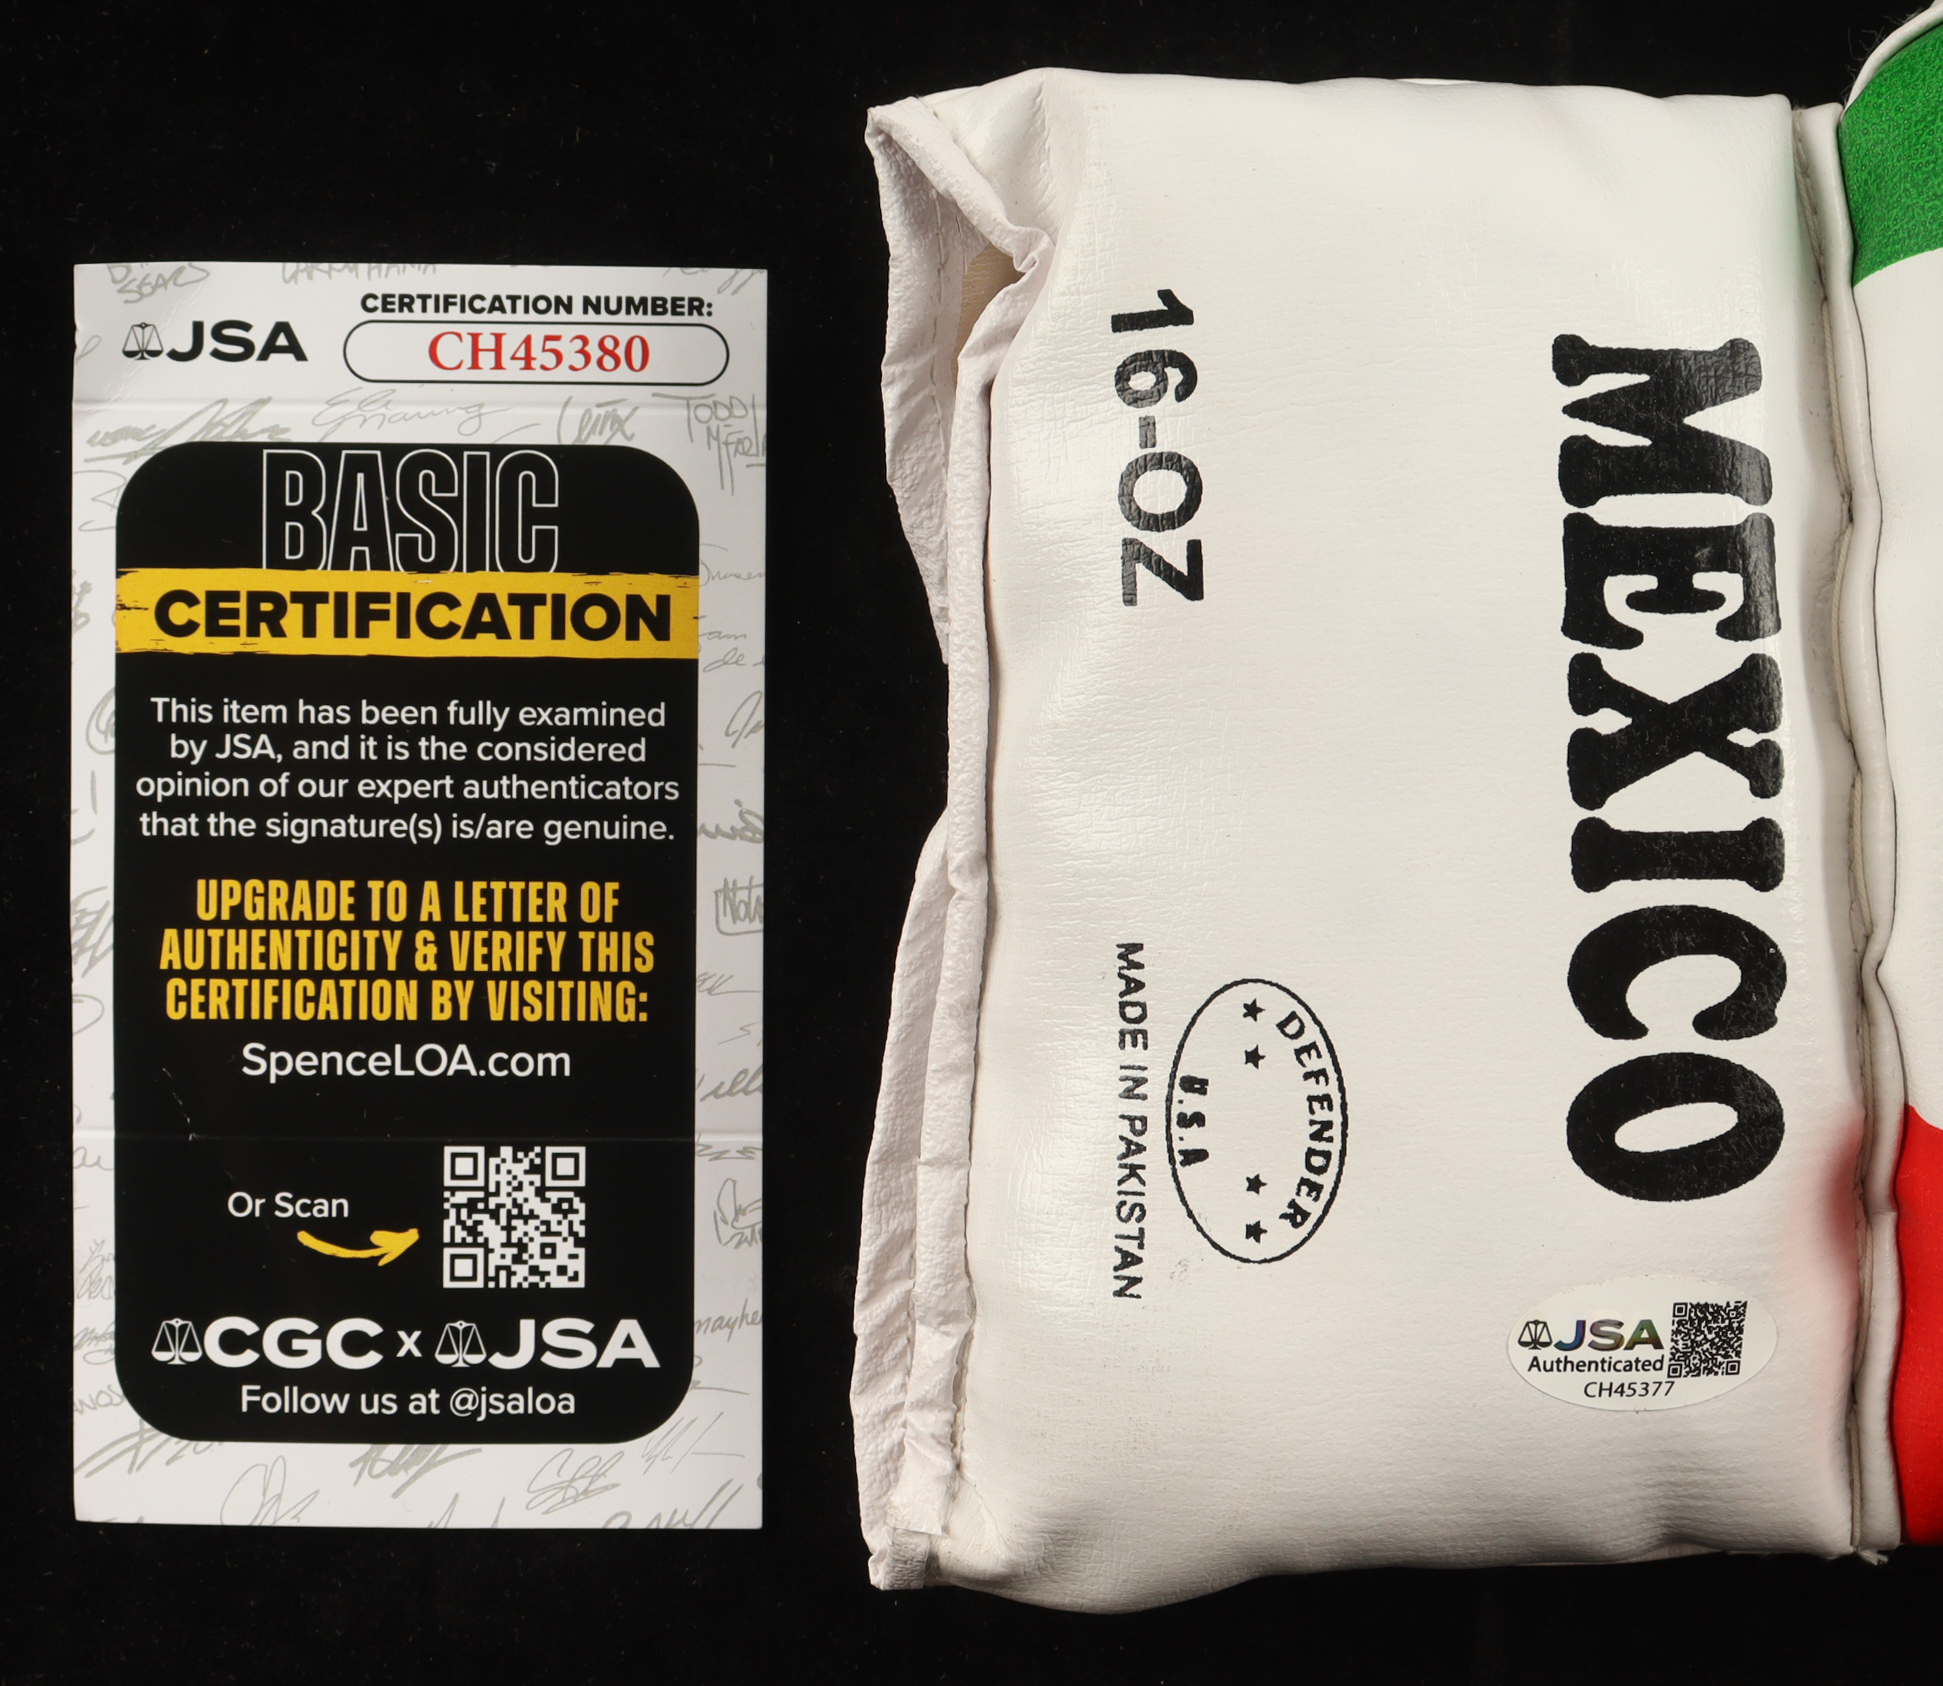 CERTIFICATION NUMBER:
JSA
CH45380
BASIC
CERTIFICATION
This item has been fully examined
by JSA, and it is the considered
opinion of our expert authenticators
that the signature(s) is/are genuine.
UPGRADE TO A LETTER OF
AUTHENTICITY & VERIFY THIS
CERTIFICATION BY VISITING:
SpenceLOA.com
Or Scan
CGC x JSA
Follow us at @jsaloa
16-OZ
MEXICO
DEFENDER
U.S.A
MADE IN PAKISTAN
JSA
Authenticated
CH45377